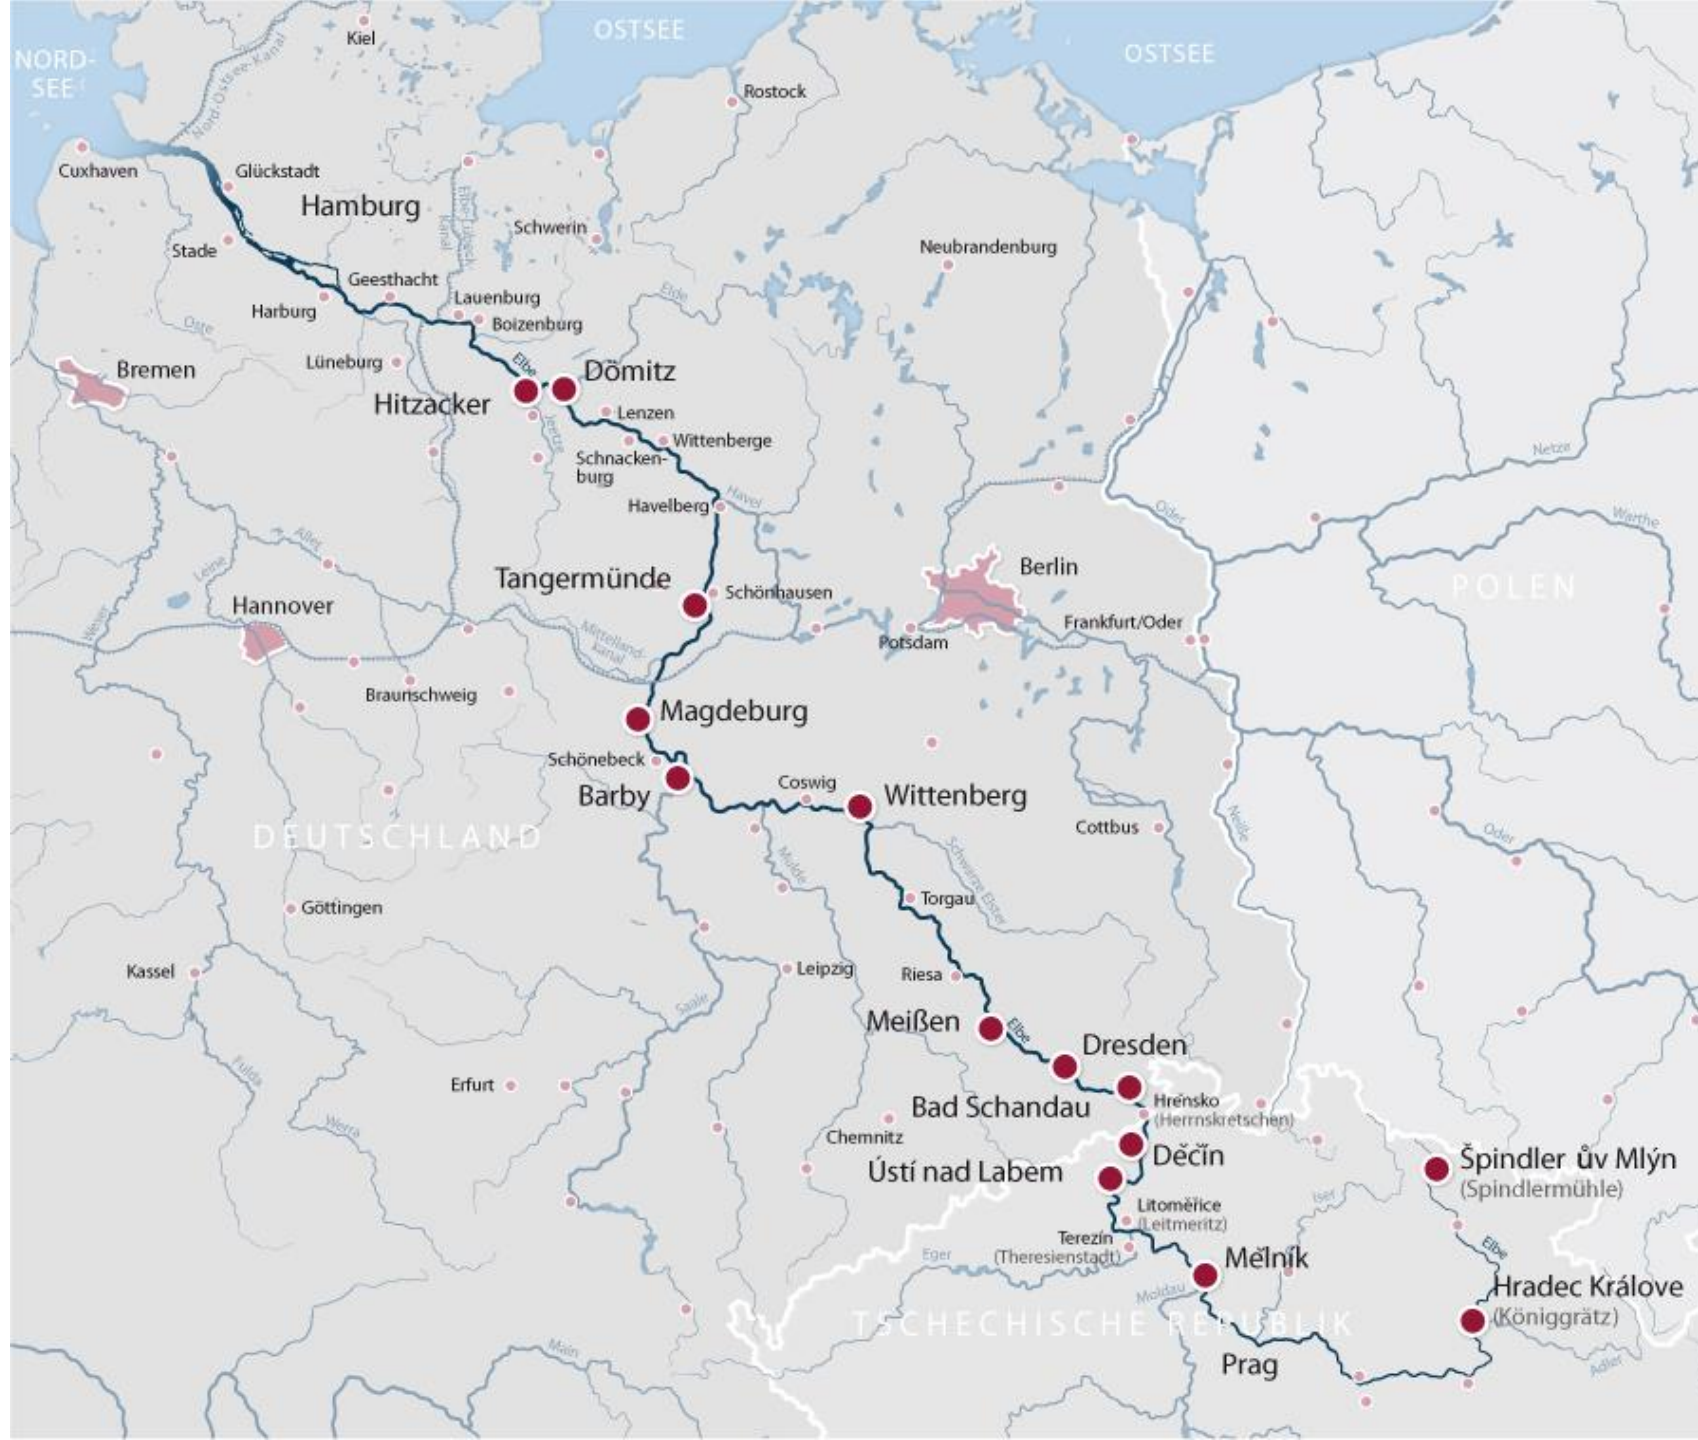 Kiel
OSTSEE
OSTSEE
NORD-
SEE
Nord-Ostsee-Kanal
Rostock
Cuxhaven
Glückstadt
Hamburg
Elbe-Lübeck-
Kanal
Schwerin
Stade
Neubrandenburg
Geesthacht
Elde
Lauenburg
Harburg
Boizenburg
Oste
Lüneburg
Elbe
Bremen
Dömitz
Hitzacker
Lenzen
Jeetze
Wittenberge
Netze
Schnacken-
burg
Havel
Havelberg
Oder
Warthe
Aller
Leine
Berlin
Tangermünde
Schönhausen
POLEN
Hannover
Weser
Mittelland-
kanal
Frankfurt/Oder
Potsdam
Braunschweig
Magdeburg
Schönebeck
Coswig
Barby
Wittenberg
Cottbus
Neiße
Oder
DEUTSCHLAND
Mulde
Schwarze Elster
Torgau
Göttingen
Kassel
Leipzig
Riesa
Saale
Meißen
Elbe
Dresden
Fulda
Erfurt
Bad Schandau
Hrensko
(Herrnskretschen)
Werra
Chemnitz
Děčín
Špindler ův Mlýn
(Spindlermühle)
Ústí nad Labem
Iser
Litoměřice
(Leitmeritz)
Terezín
(Theresienstadt)
Elbe
Eger
Mělník
Moldau
Hradec Králove
(Königgrätz)
TSCHECHISCHE REPUBLIK
Main
Prag
Adler